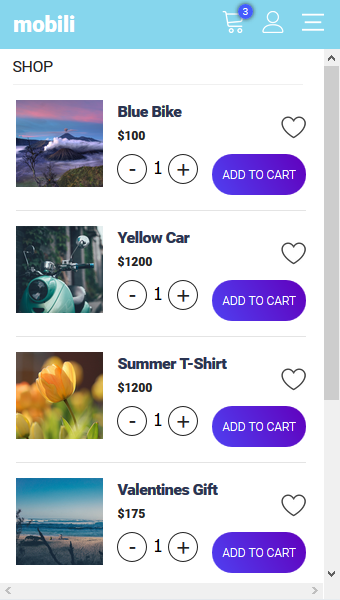 mobili
3
SHOP
Blue Bike
$100
- 1 +
ADD TO CART
Yellow Car
$1200
- 1 +
ADD TO CART
Summer T-Shirt
$1200
- 1 +
ADD TO CART
Valentines Gift
$175
- 1 +
ADD TO CART